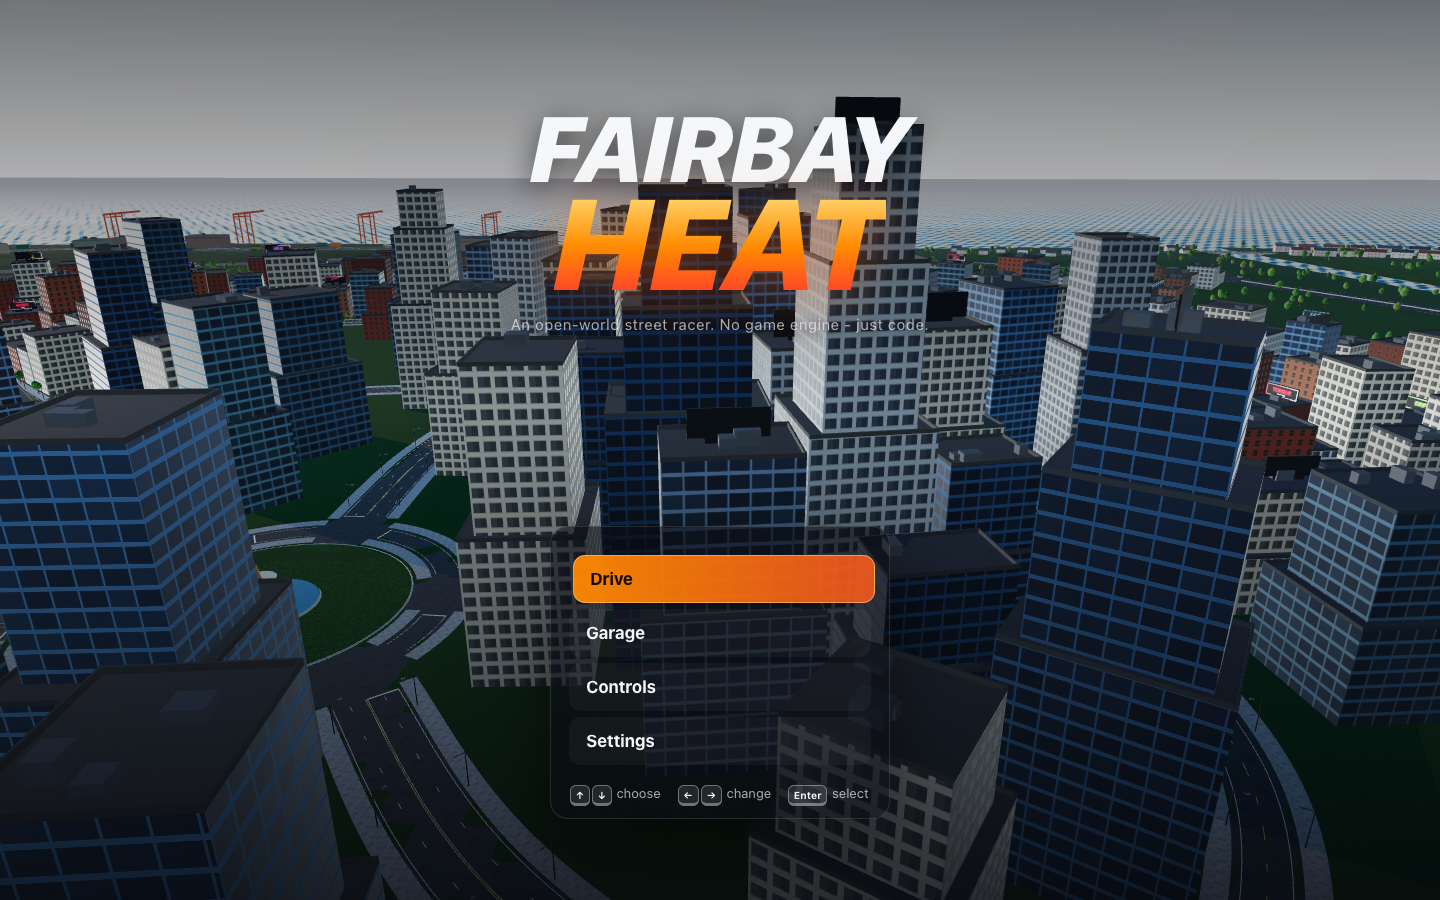 FAIRBAY
HEAT
An open-world street racer. No game engine - just code.
Drive
Garage
Controls
Settings
↑ ↓ choose ← → change Enter select